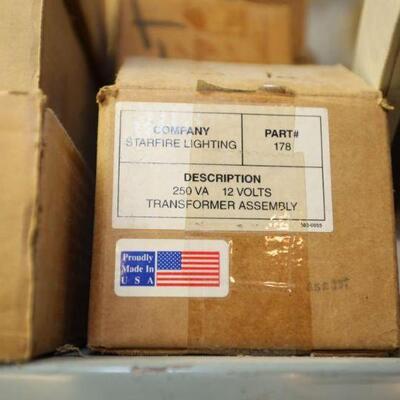 COMPANY
STARFIRE LIGHTING
PART#
178
DESCRIPTION
250 VA 12 VOLTS
TRANSFORMER ASSEMBLY
Proudly
Made in
U S A